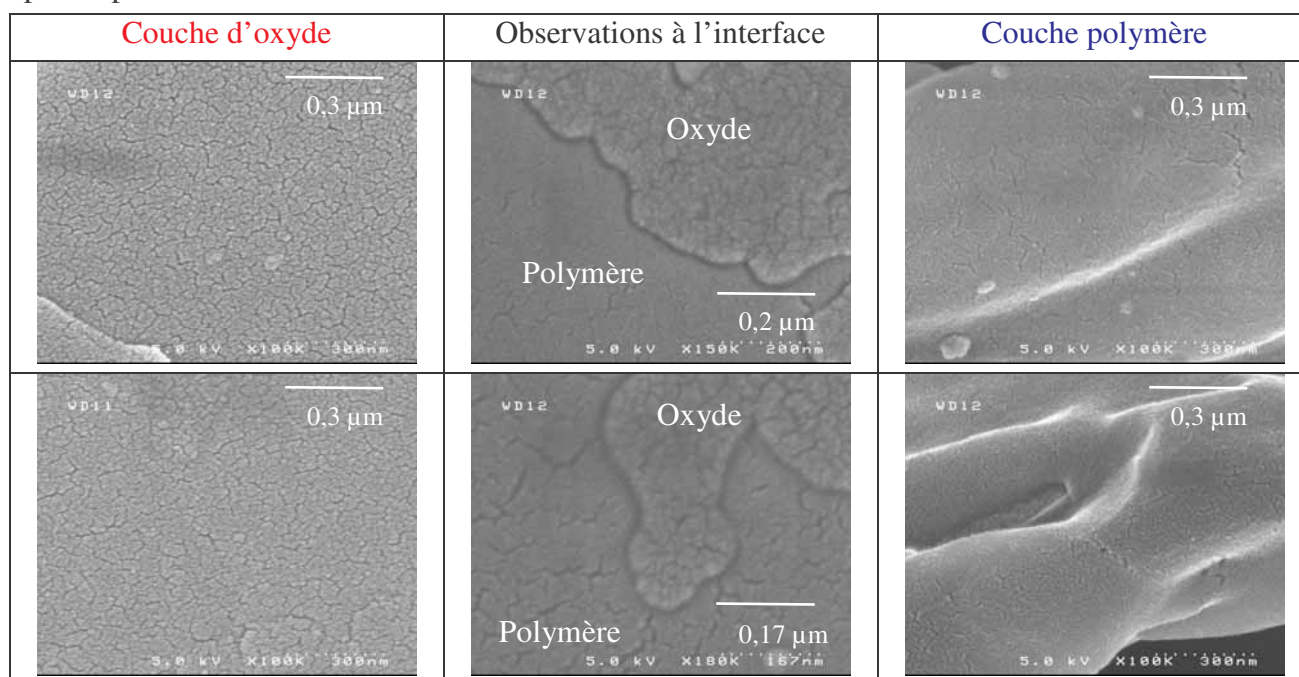 Couche d'oxyde
Observations à l'interface
Couche polymère
WD12
0,3 µm
5.0 kV X100K 300nm
WD12
Oxyde
Polymère
0,2 µm
5.0 kV X150K 200nm
WD12
0,3 µm
5.0 kV X100K 300nm
WD11
0,3 µm
5.0 kV X100K 300nm
WD12
Oxyde
Polymère
0,17 µm
5.0 kV X180K 167nm
WD12
0,3 µm
5.0 kV X100K 300nm